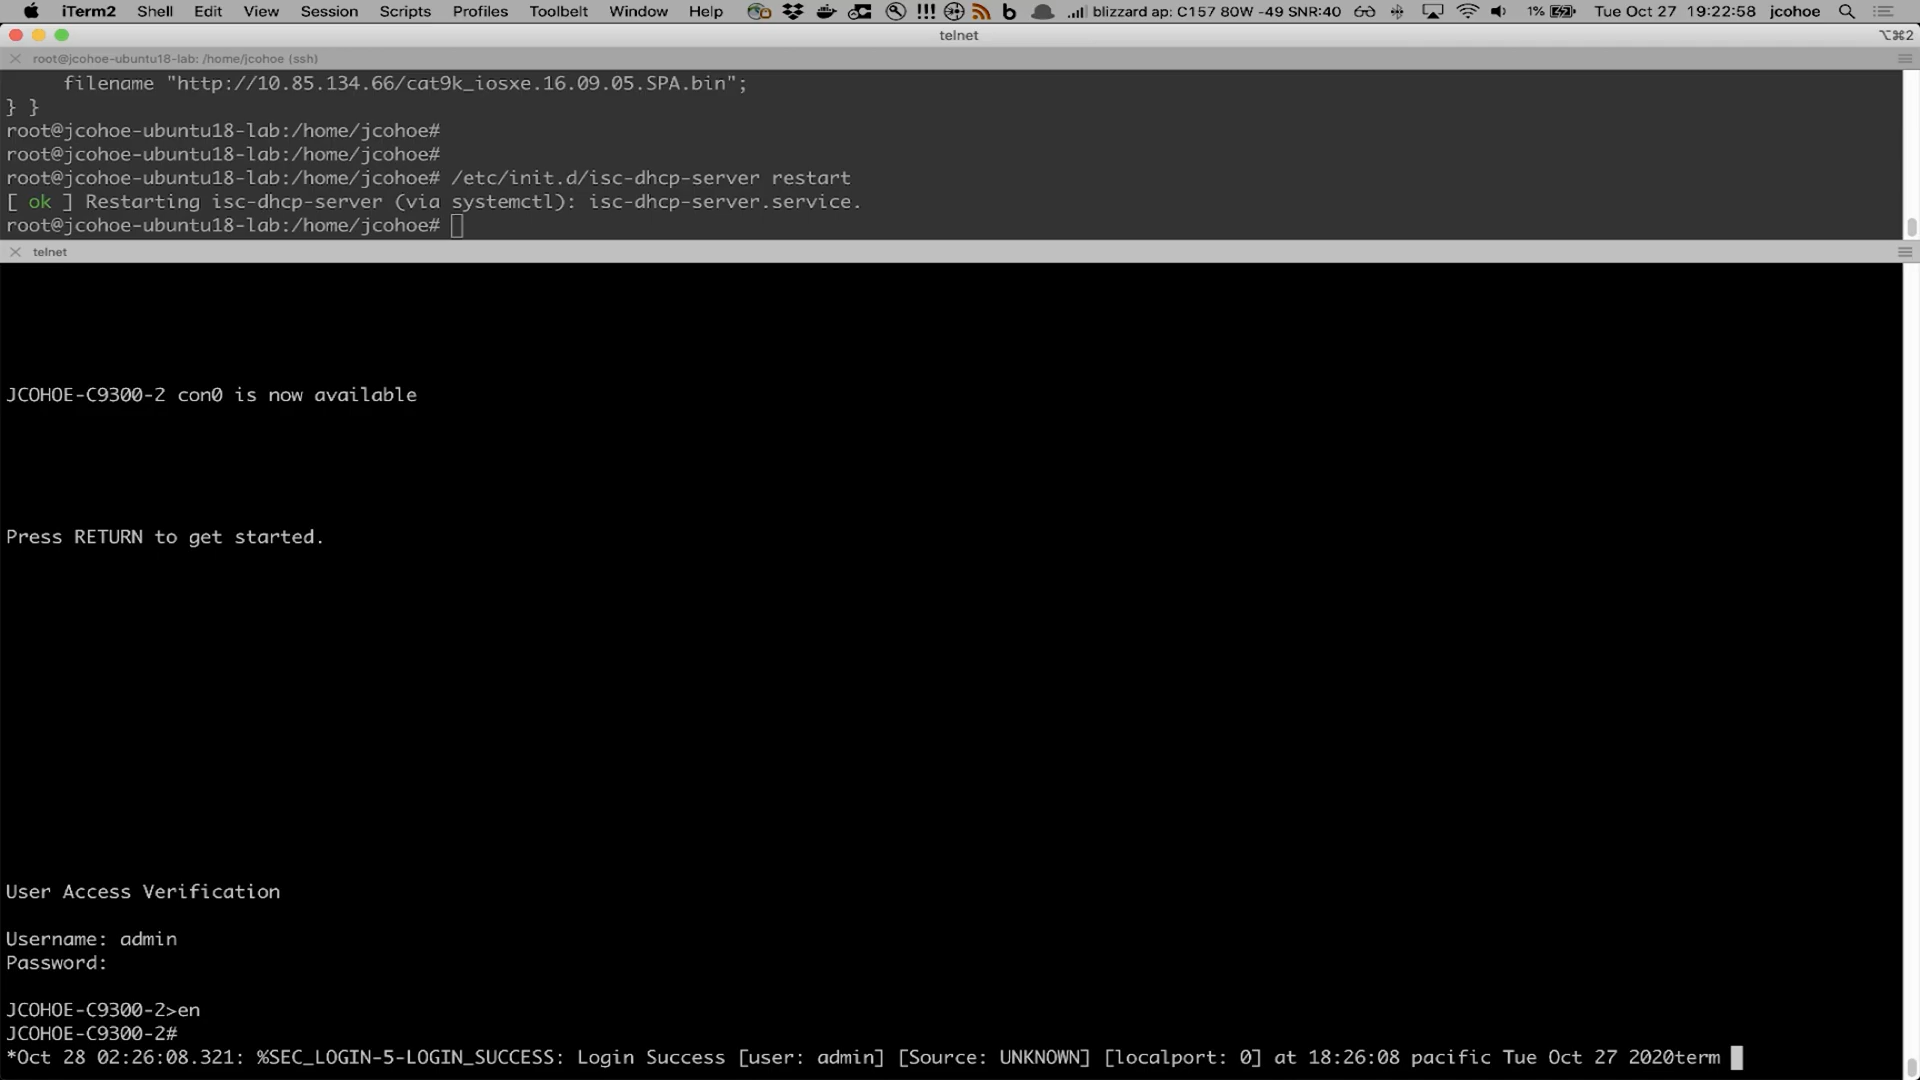 iTerm2 Shell Edit View Session Scripts Profiles Toolbelt Window Help !!! b blizzard ap: C157 80W -49 SNR:40 1% Tue Oct 27 19:22:58 jcohoe
telnet ⌥⌘2
root@jcohoe-ubuntu18-lab: /home/jcohoe (ssh)
filename "http://10.85.134.66/cat9k_iosxe.16.09.05.SPA.bin";
} }
root@jcohoe-ubuntu18-lab:/home/jcohoe#
root@jcohoe-ubuntu18-lab:/home/jcohoe#
root@jcohoe-ubuntu18-lab:/home/jcohoe# /etc/init.d/isc-dhcp-server restart
[ ok ] Restarting isc-dhcp-server (via systemctl): isc-dhcp-server.service.
root@jcohoe-ubuntu18-lab:/home/jcohoe#
telnet
JCOHOE-C9300-2 con0 is now available
Press RETURN to get started.
User Access Verification
Username: admin
Password:
JCOHOE-C9300-2>en
JCOHOE-C9300-2#
*Oct 28 02:26:08.321: %SEC_LOGIN-5-LOGIN_SUCCESS: Login Success [user: admin] [Source: UNKNOWN] [localport: 0] at 18:26:08 pacific Tue Oct 27 2020term